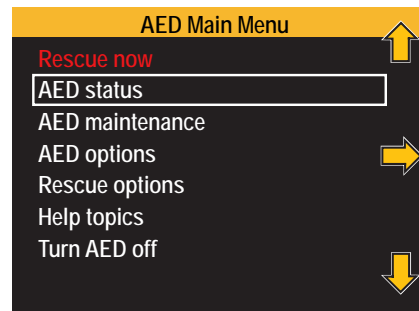 AED Main Menu
Rescue now
AED status
AED maintenance
AED options
Rescue options
Help topics
Turn AED off